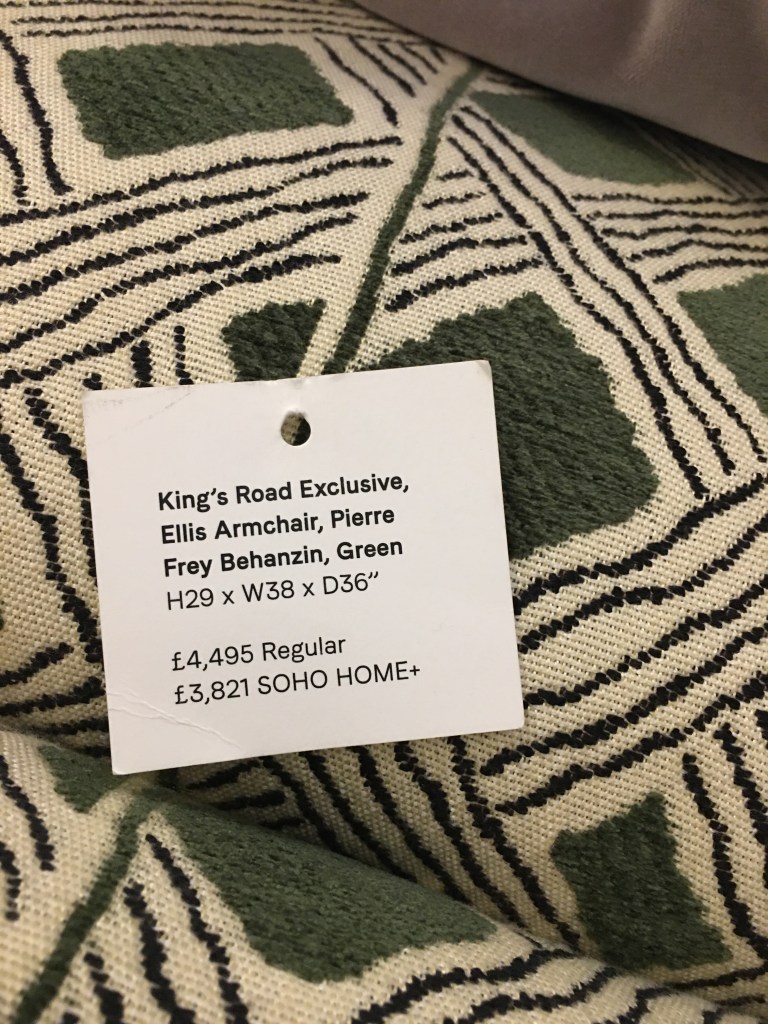 King's Road Exclusive,
Ellis Armchair, Pierre
Frey Behanzin, Green
H29 x W38 x D36”
£4,495 Regular
£3,821 SOHO HOME+